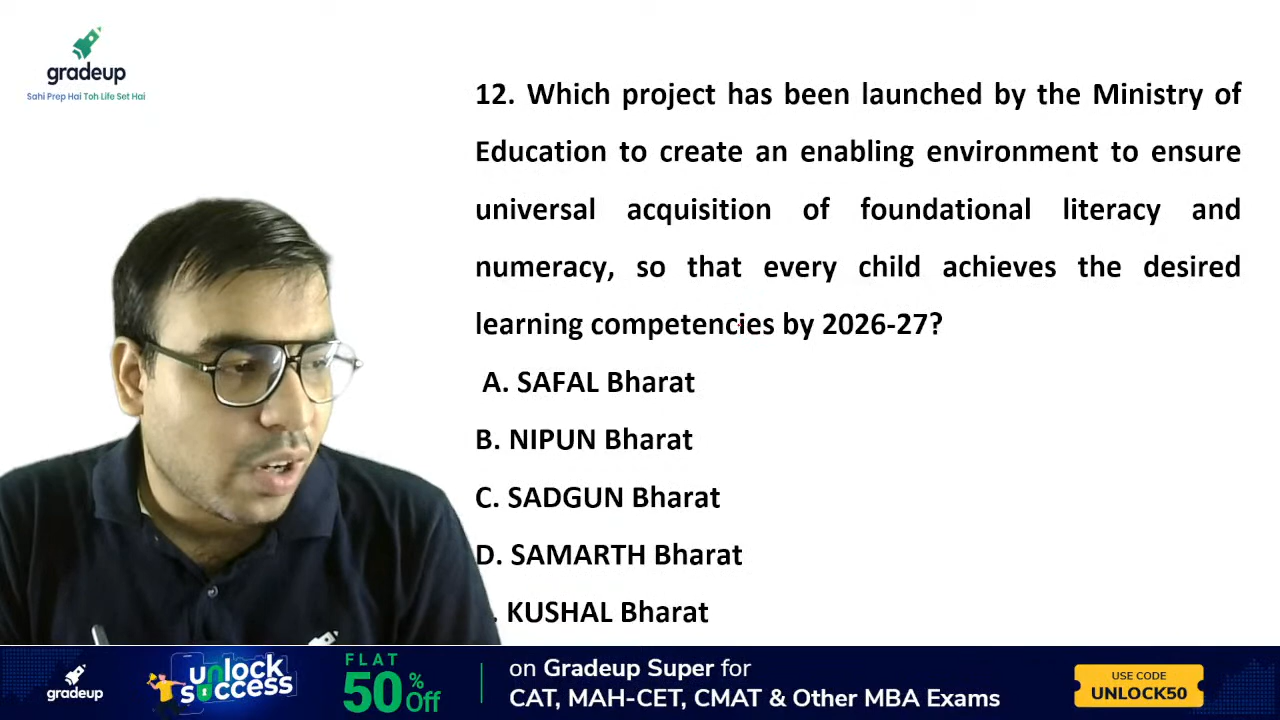 gradeup
Sahi Prep Hai Toh Life Set Hai
12. Which project has been launched by the Ministry of
Education to create an enabling environment to ensure
universal acquisition of foundational literacy and
numeracy, so that every child achieves the desired
learning competencies by 2026-27?
A. SAFAL Bharat
B. NIPUN Bharat
C. SADGUN Bharat
D. SAMARTH Bharat
. KUSHAL Bharat
gradeup
unlock
success
FLAT
50% Off
on Gradeup Super for
CAT, MAH-CET, CMAT & Other MBA Exams
USE CODE
UNLOCK50